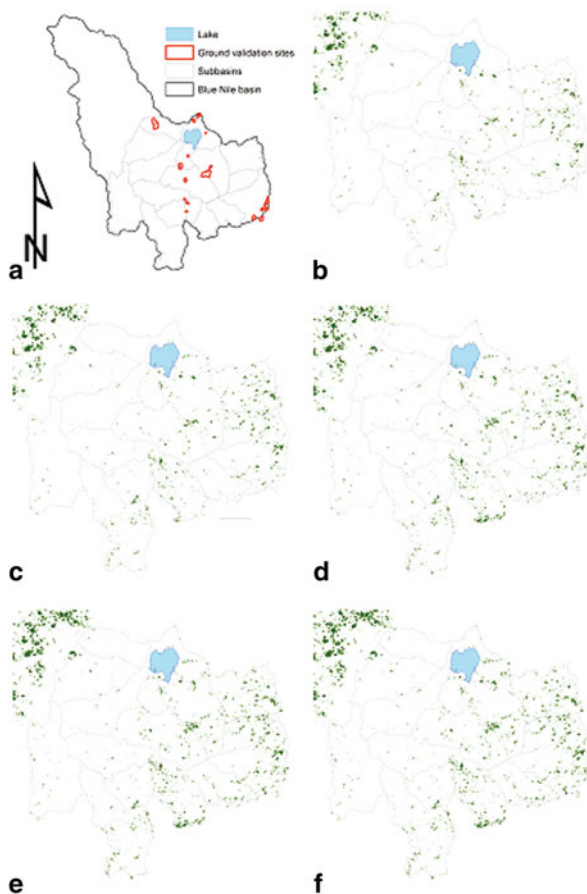 Lake
Ground validation sites
Subbasins
Blue Nile basin
N
a
b
c
d
e
f